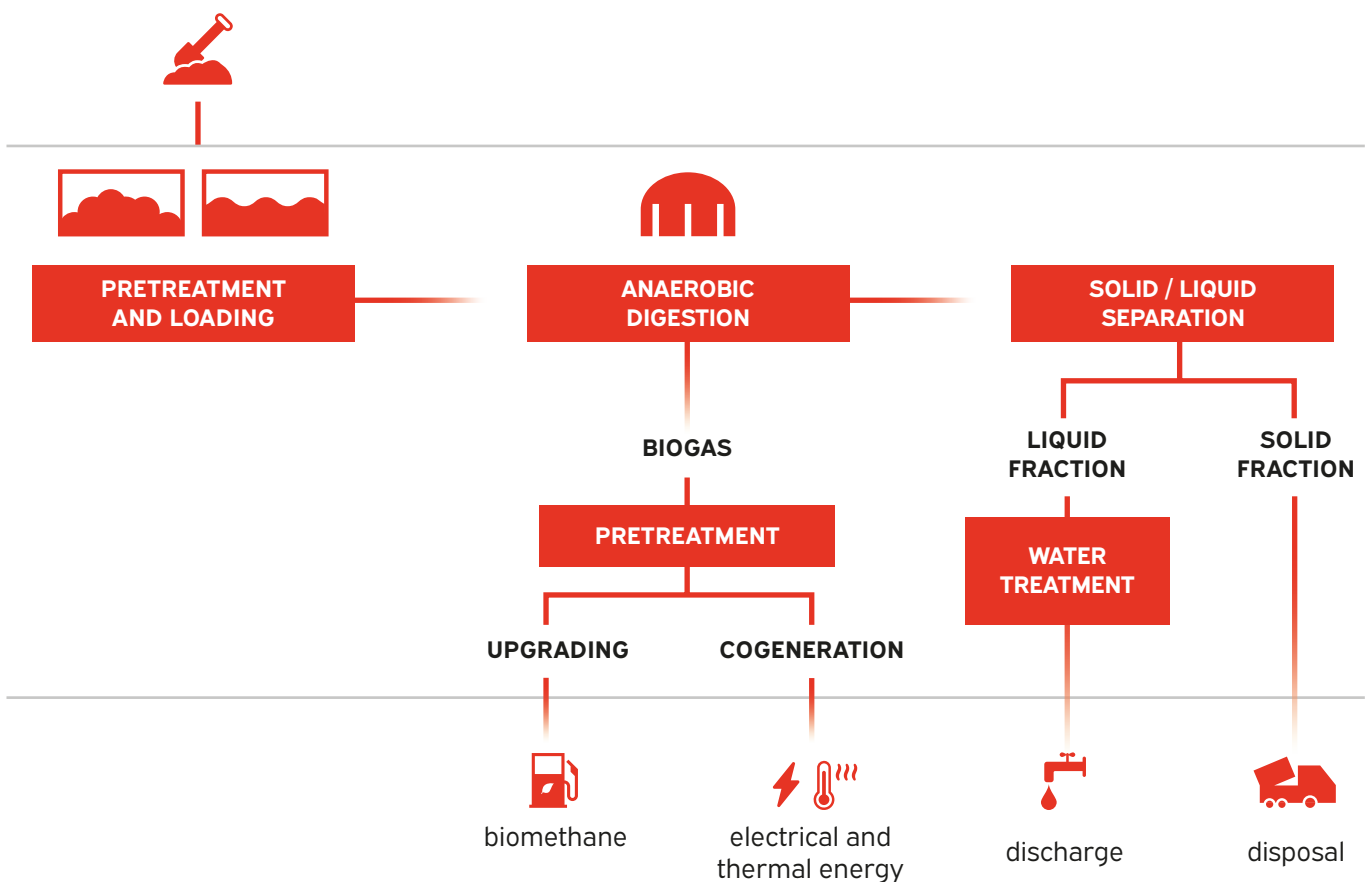 PRETREATMENT
AND LOADING
ANAEROBIC
DIGESTION
SOLID / LIQUID
SEPARATION
BIOGAS
LIQUID
FRACTION
SOLID
FRACTION
PRETREATMENT
WATER
TREATMENT
UPGRADING
COGENERATION
biomethane
electrical and
thermal energy
discharge
disposal